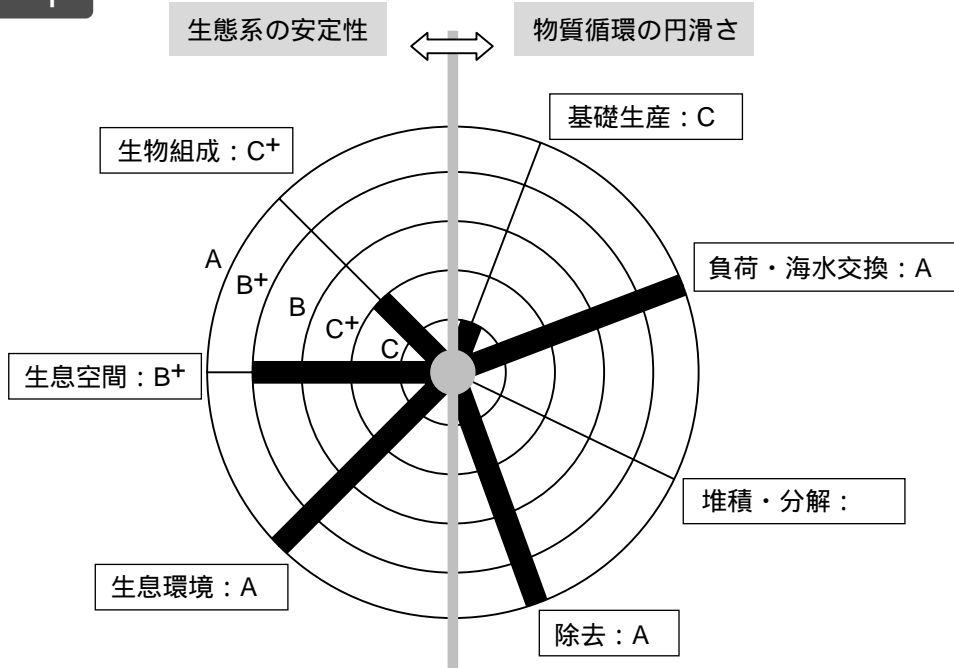 生態系の安定性
物質循環の円滑さ
基礎生産：C
生物組成：C+
負荷・海水交換：A
A
B+
B
C+
C
生息空間：B+
堆積・分解：
生息環境：A
除去：A